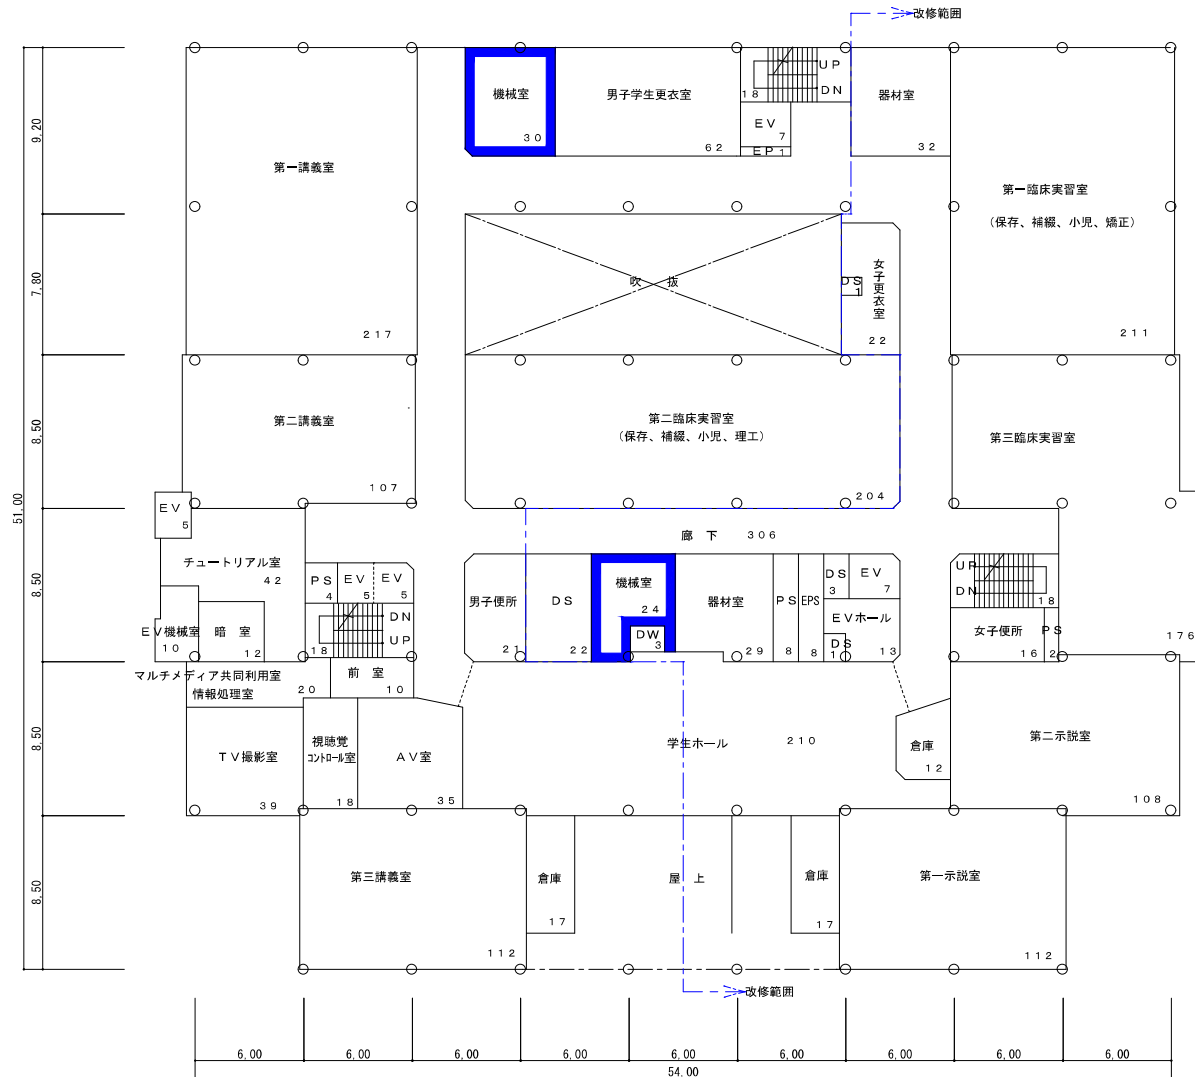 改修範囲
機械室
30
男子学生更衣室
62
18
UP
DN
EV
7
EP 1
器材室
32
第一講義室
217
第一臨床実習室
(保存、補綴、小児、矯正)
211
吹 抜
DS
1
女子更衣室
22
9,20
7,80
8,50
8,50
8,50
8,50
51,00
第二講義室
107
第二臨床実習室
(保存、補綴、小児、理工)
204
第三臨床実習室
176
EV
5
チュートリアル室
42
廊 下 306
PS
4
EV
5
EV
5
EV機械室
10
暗 室
12
18
DN
UP
男子便所
21
DS
22
機械室
24
DW
3
器材室
29
PS
8
EPS
8
DS
3
EV
7
EVホール
13
DS
1
UP
DN
18
女子便所
16
PS
2
マルチメディア共同利用室
情報処理室
20
前 室
10
TV撮影室
39
視聴覚
コントロール室
18
AV室
35
学生ホール 210
倉庫
12
第二示説室
108
第三講義室
112
倉庫
17
屋 上
倉庫
17
第一示説室
112
改修範囲
6,00
6,00
6,00
6,00
6,00
6,00
6,00
6,00
6,00
54,00